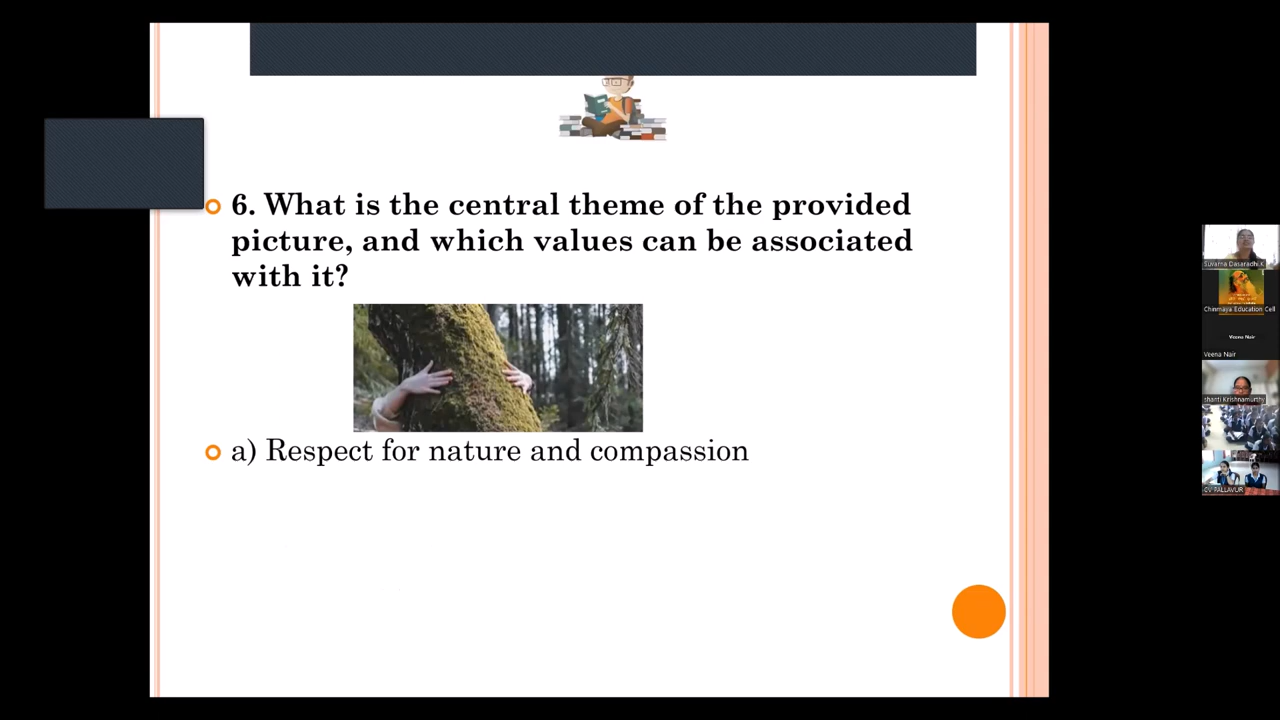 6. What is the central theme of the provided
picture, and which values can be associated
with it?
a) Respect for nature and compassion
Suvarna Dasaradhi.K
Chinmaya Education Cell
Veena Nair
Veena Nair
shanti Krishnamurthy
CV PALLAVUR